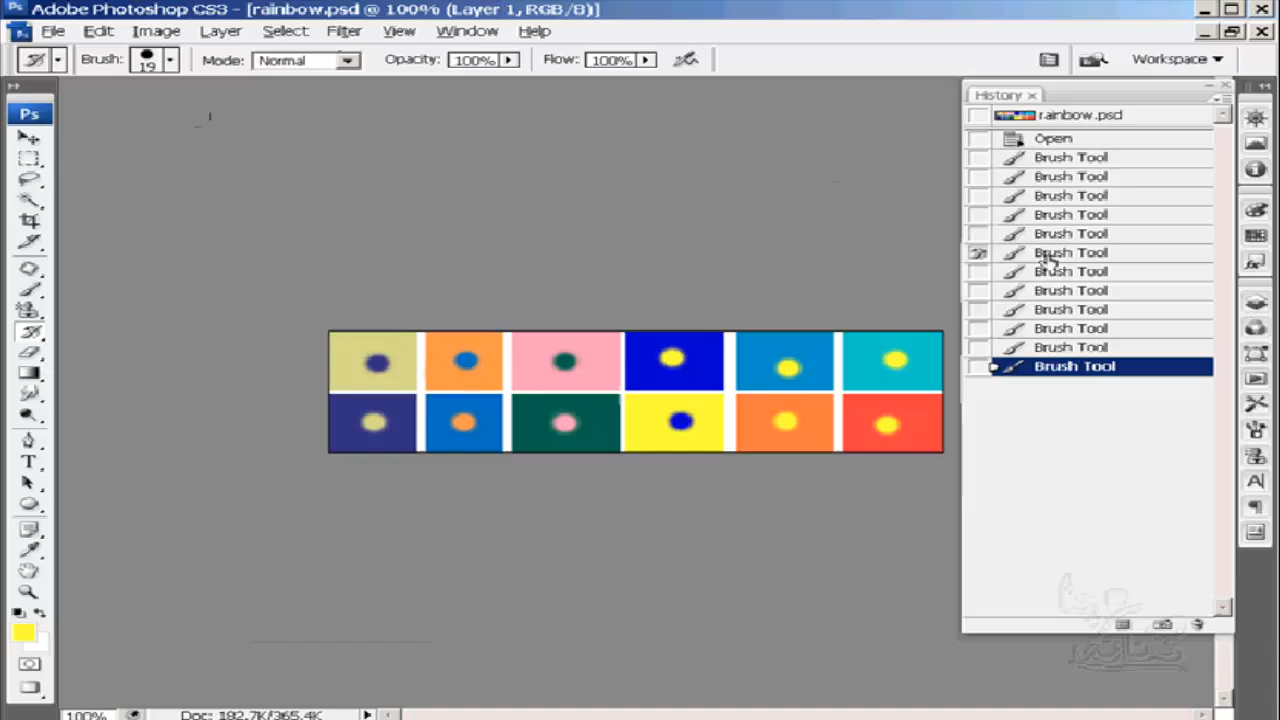 Adobe Photoshop CS3 - [rainbow.psd @ 100% (Layer 1, RGB/8)]
File Edit Image Layer Select Filter View Window Help
Brush: 19 Mode: Normal Opacity: 100% Flow: 100% Workspace
History
Ps
rainbow.psd
Open
Brush Tool
Brush Tool
Brush Tool
Brush Tool
Brush Tool
Brush Tool
Brush Tool
Brush Tool
Brush Tool
Brush Tool
Brush Tool
Brush Tool
100% Doc: 182.7K/365.4K